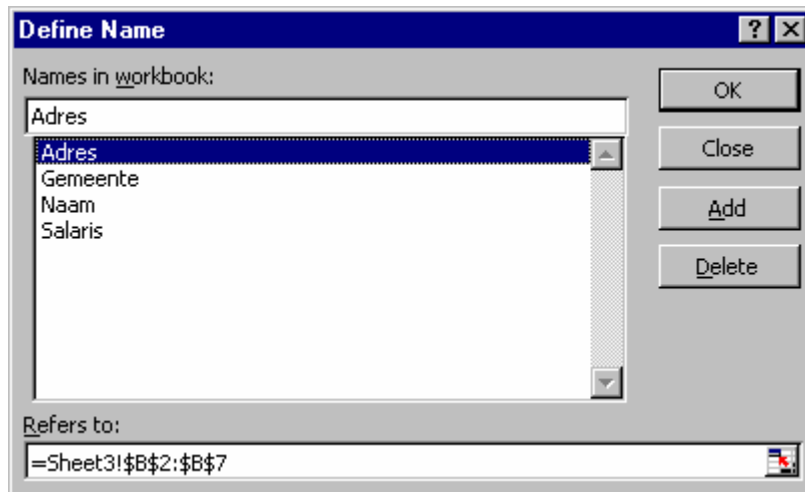 Define Name
?
Names in workbook:
Adres
Adres
Gemeente
Naam
Salaris
OK
Close
Add
Delete
Refers to:
=Sheet3!$B$2:$B$7